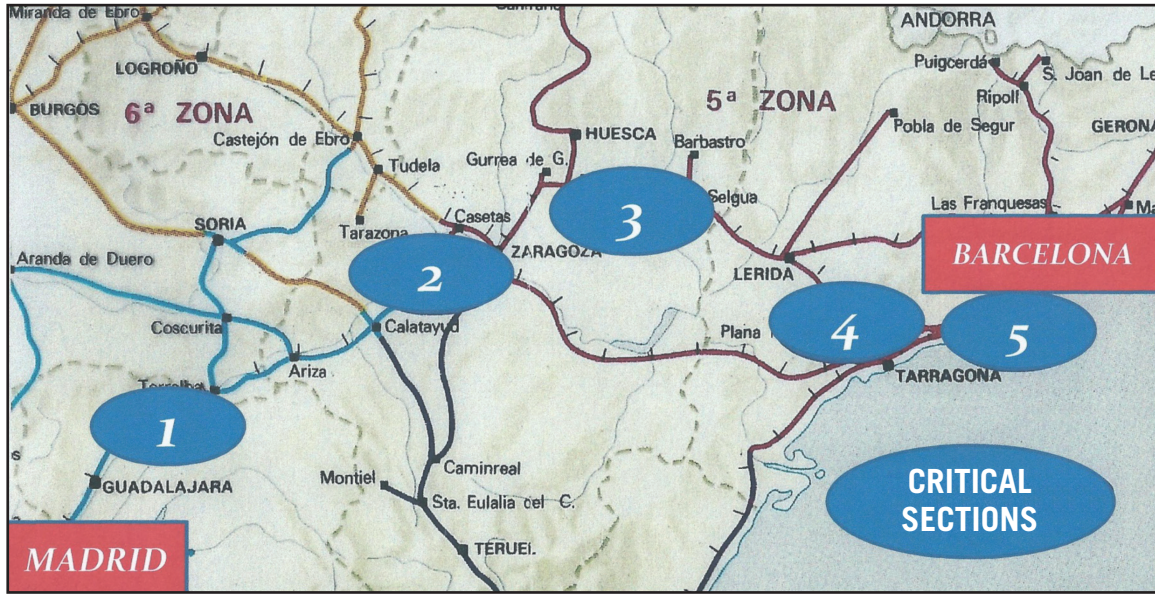 Miranda de Ebro
LOGROÑO
BURGOS
6ª ZONA
Castejón de Ebro
Tudela
SORIA
Tarazona
Casetas
Aranda de Duero
Coscurita
Calatayud
Ariza
1
GUADALAJARA
MADRID
2
ZARAGOZA
Gurrea de G.
HUESCA
5ª ZONA
Barbastro
3
Selgua
Pobla de Segur
ANDORRA
Puigcerdá
Ripoll
GERONA
Las Franquesas
BARCELONA
LERIDA
Plana
4
5
TARRAGONA
Montiel
Caminreal
Sta. Eulalia del C.
TERUEL
CRITICAL
SECTIONS